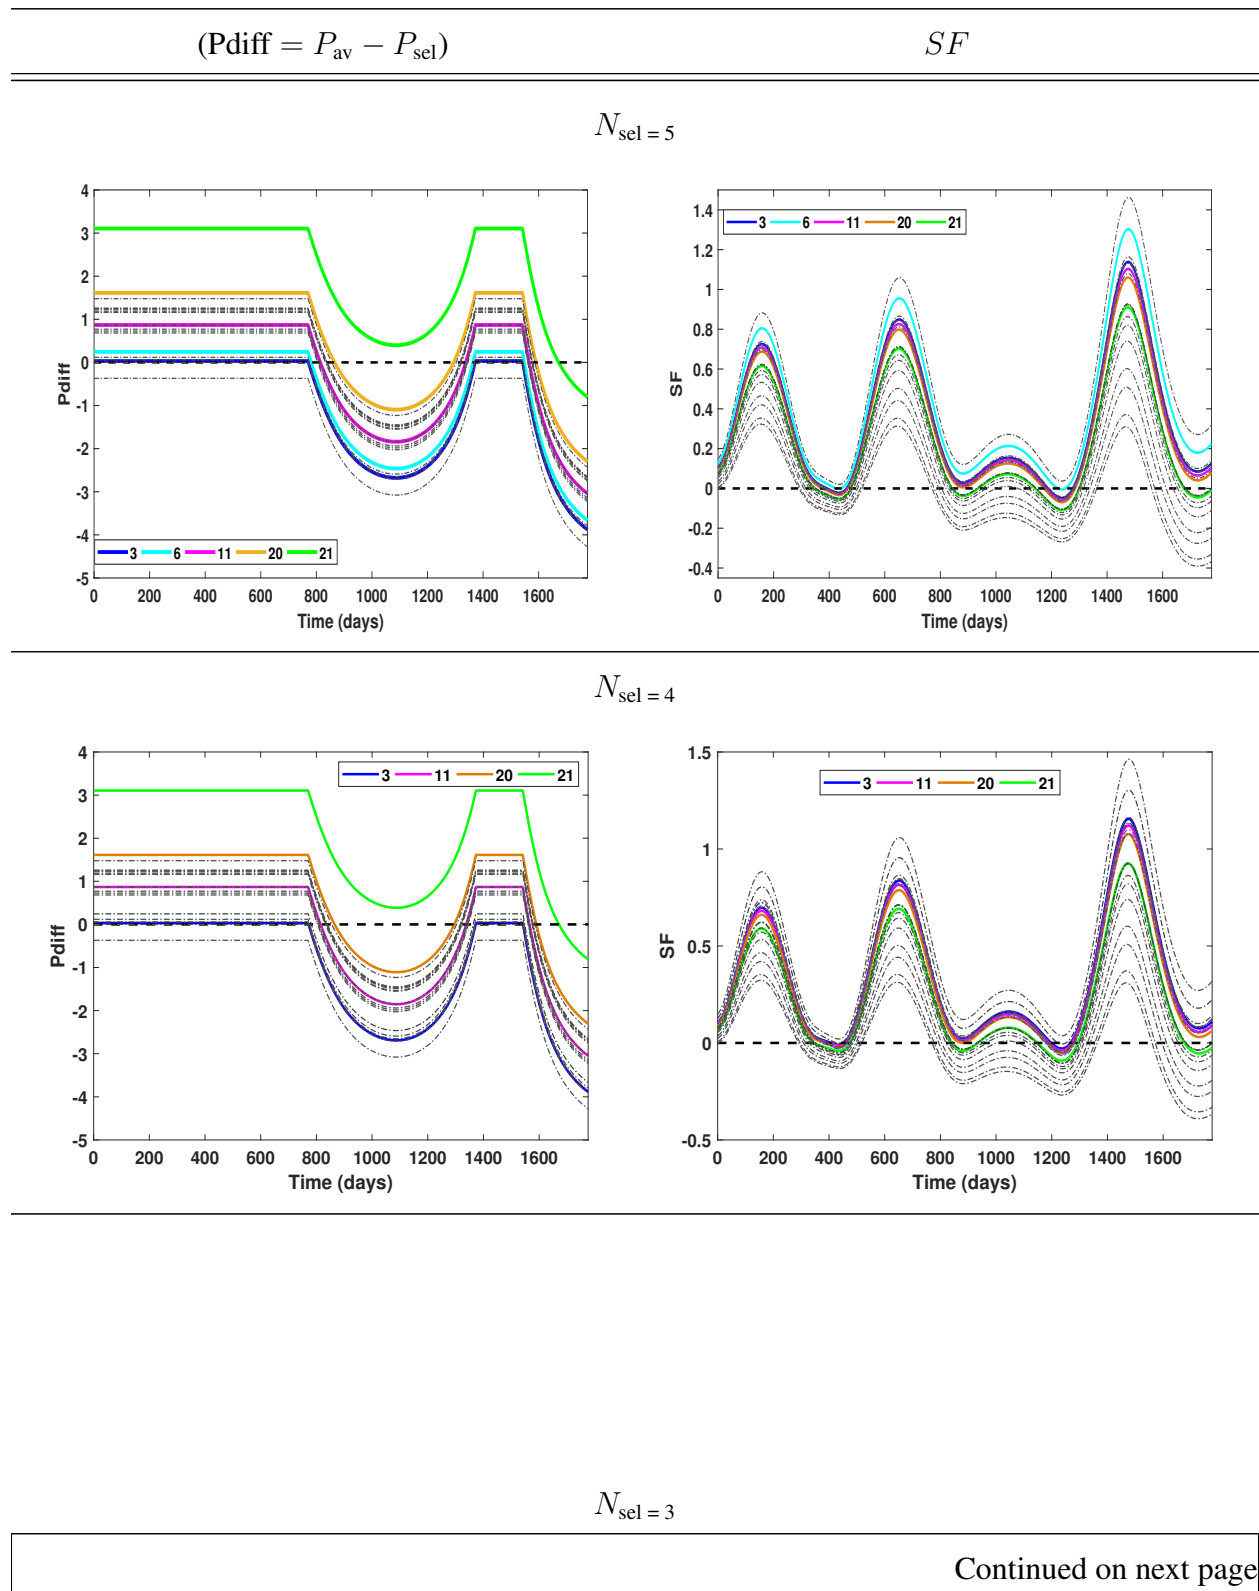 (Pdiff = P_av − P_sel) SF
N_sel = 5
4
3
2
1
0
-1
-2
-3
-4
-5
Pdiff
3 6 11 20 21
0 200 400 600 800 1000 1200 1400 1600
Time (days)
1.4
1.2
1
0.8
0.6
0.4
0.2
0
-0.2
-0.4
SF
3 6 11 20 21
0 200 400 600 800 1000 1200 1400 1600
Time (days)
N_sel = 4
4
3
2
1
0
-1
-2
-3
-4
-5
Pdiff
3 11 20 21
0 200 400 600 800 1000 1200 1400 1600
Time (days)
1.5
1
0.5
0
-0.5
SF
3 11 20 21
0 200 400 600 800 1000 1200 1400 1600
Time (days)
N_sel = 3
Continued on next page